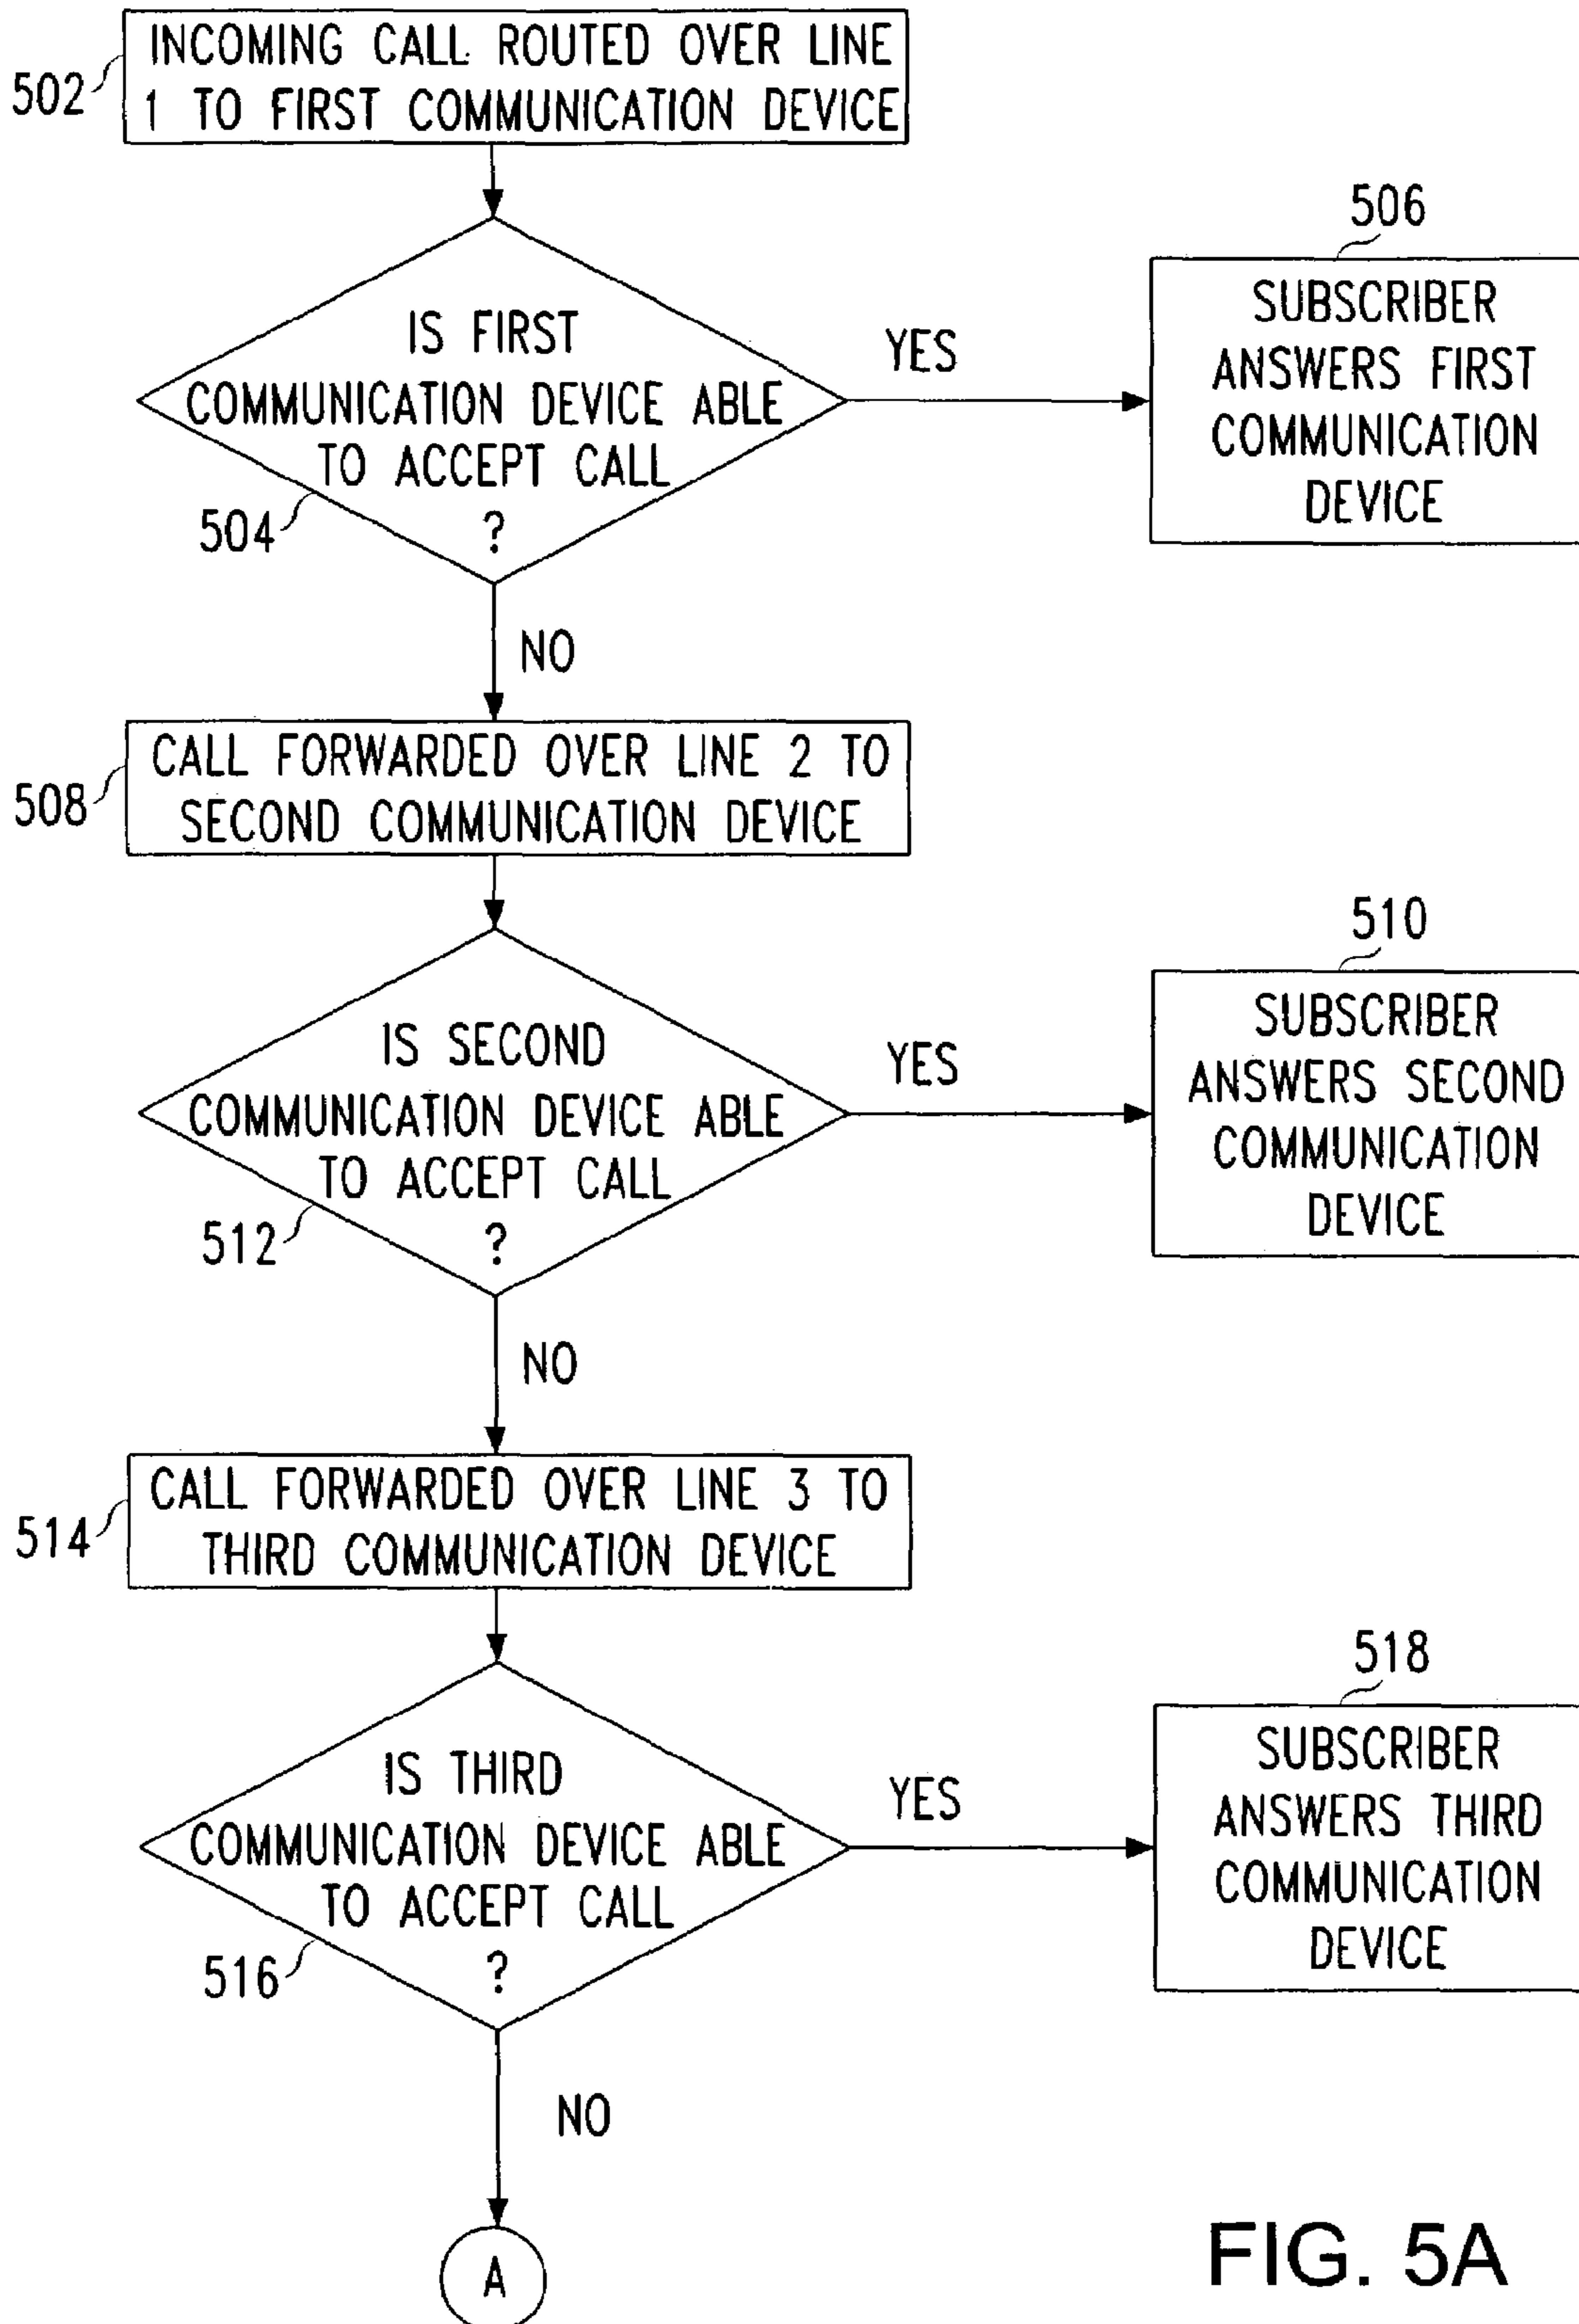 INCOMING CALL ROUTED OVER LINE
1 TO FIRST COMMUNICATION DEVICE
502
IS FIRST
COMMUNICATION DEVICE ABLE
TO ACCEPT CALL
?
504
YES
506
SUBSCRIBER
ANSWERS FIRST
COMMUNICATION
DEVICE
NO
CALL FORWARDED OVER LINE 2 TO
SECOND COMMUNICATION DEVICE
508
IS SECOND
COMMUNICATION DEVICE ABLE
TO ACCEPT CALL
?
512
YES
510
SUBSCRIBER
ANSWERS SECOND
COMMUNICATION
DEVICE
NO
CALL FORWARDED OVER LINE 3 TO
THIRD COMMUNICATION DEVICE
514
IS THIRD
COMMUNICATION DEVICE ABLE
TO ACCEPT CALL
?
516
YES
518
SUBSCRIBER
ANSWERS THIRD
COMMUNICATION
DEVICE
NO
A
FIG. 5A